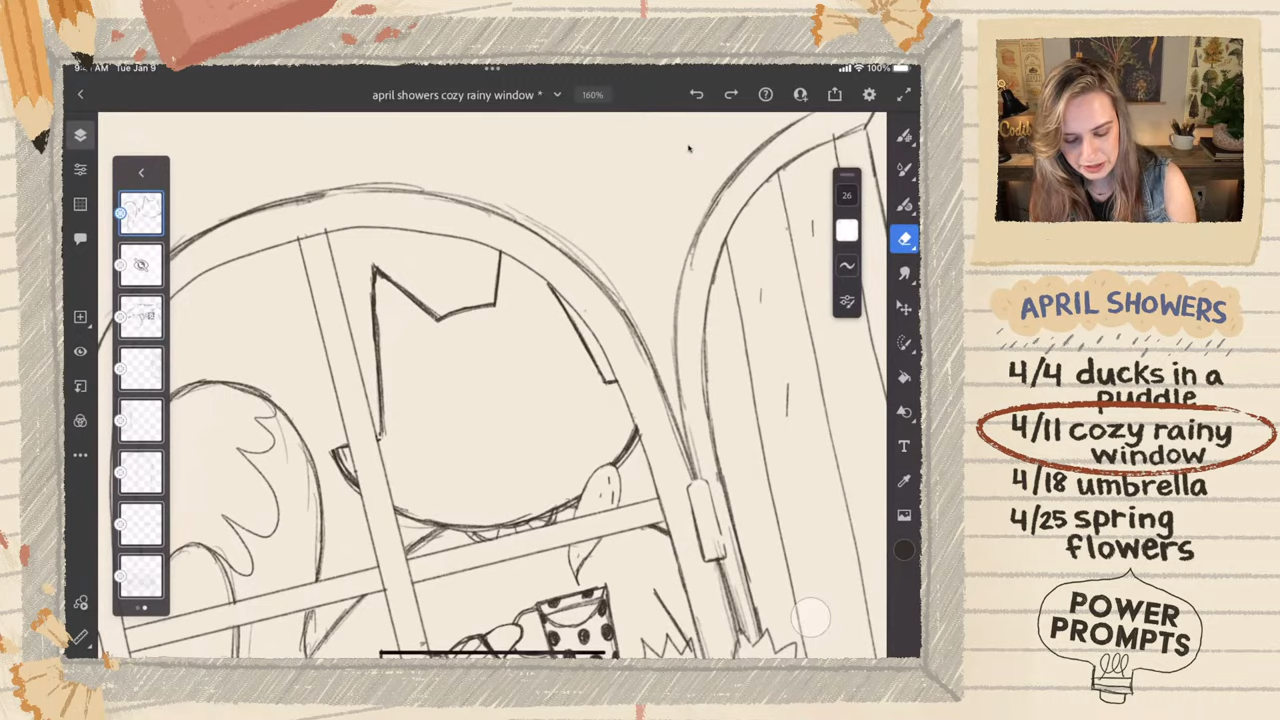 AM Tue Jan 9
100%
april showers cozy rainy window *
160%
26
T
APRIL SHOWERS
4/4 ducks in a
puddle
4/11 cozy rainy
window
4/18 umbrella
4/25 spring
flowers
POWER
PROMPTS